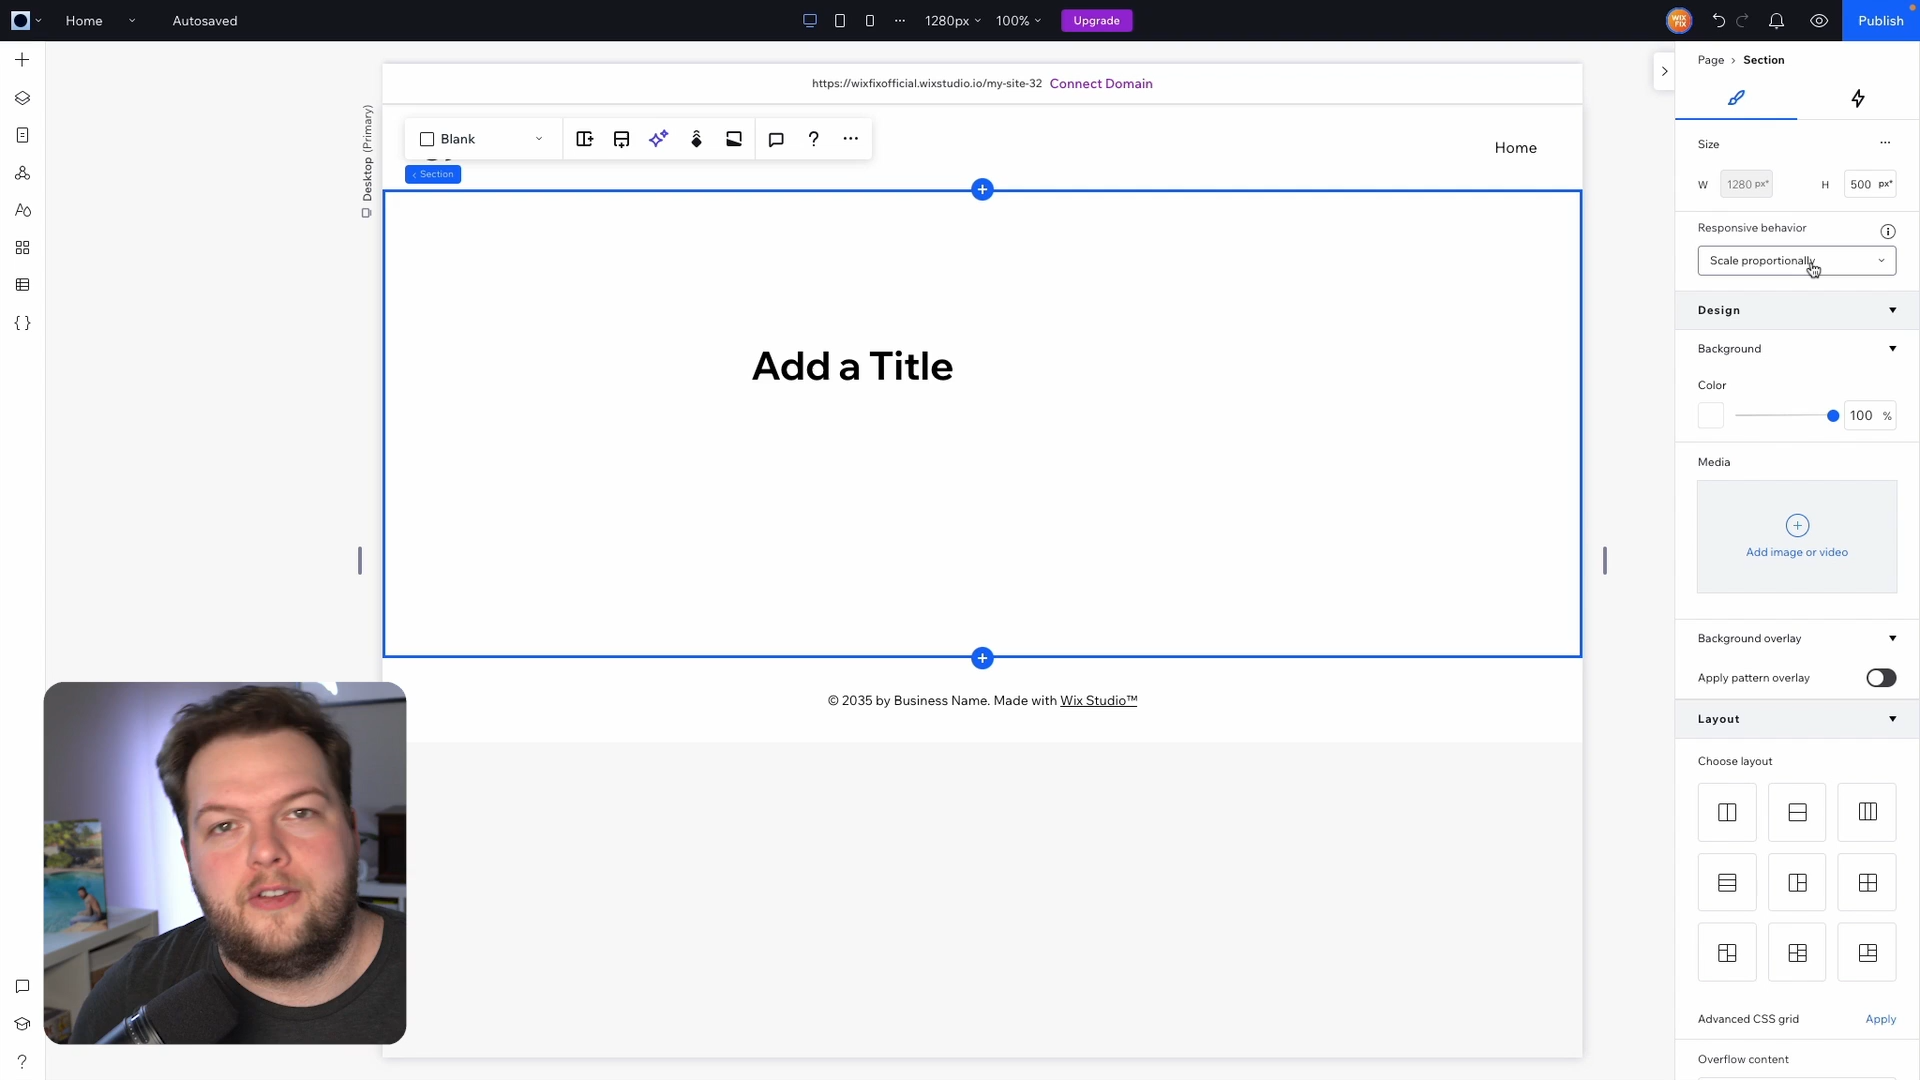 Home
Autosaved
1280px
100%
Upgrade
WIX
FIX
Publish
Page > Section
https://wixfixofficial.wixstudio.io/my-site-32 Connect Domain
Desktop (Primary)
Blank
Home
< Section
Size
W 1280 px*
H 500 px*
Responsive behavior
Scale proportionally
Design
Background
Color
100 %
Add a Title
Media
Add image or video
Background overlay
Apply pattern overlay
© 2035 by Business Name. Made with Wix Studio™
Layout
Choose layout
Advanced CSS grid Apply
Overflow content